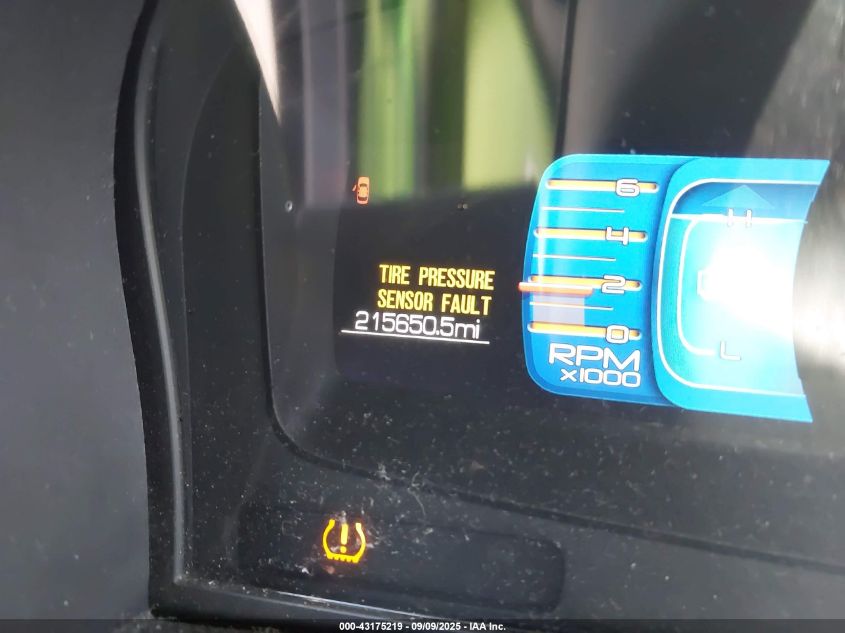 6
4
2
0
RPM
x1000
H
L
TIRE PRESSURE
SENSOR FAULT
215650.5mi
000-43175219 - 09/09/2025 - IAA Inc.